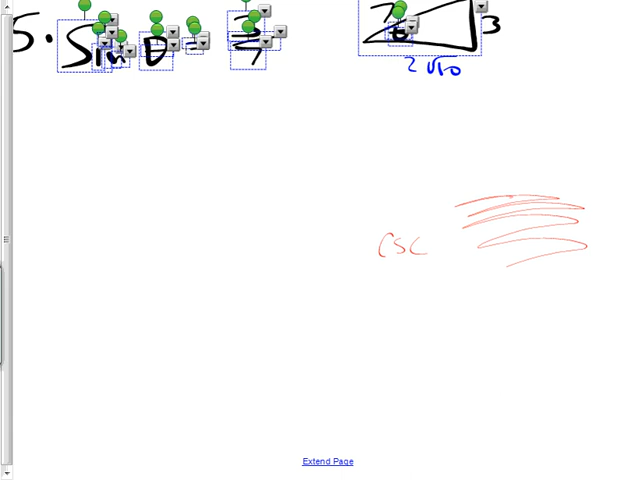 5. Sin θ = 3/7
7 3
θ
2√10
CSC
Extend Page